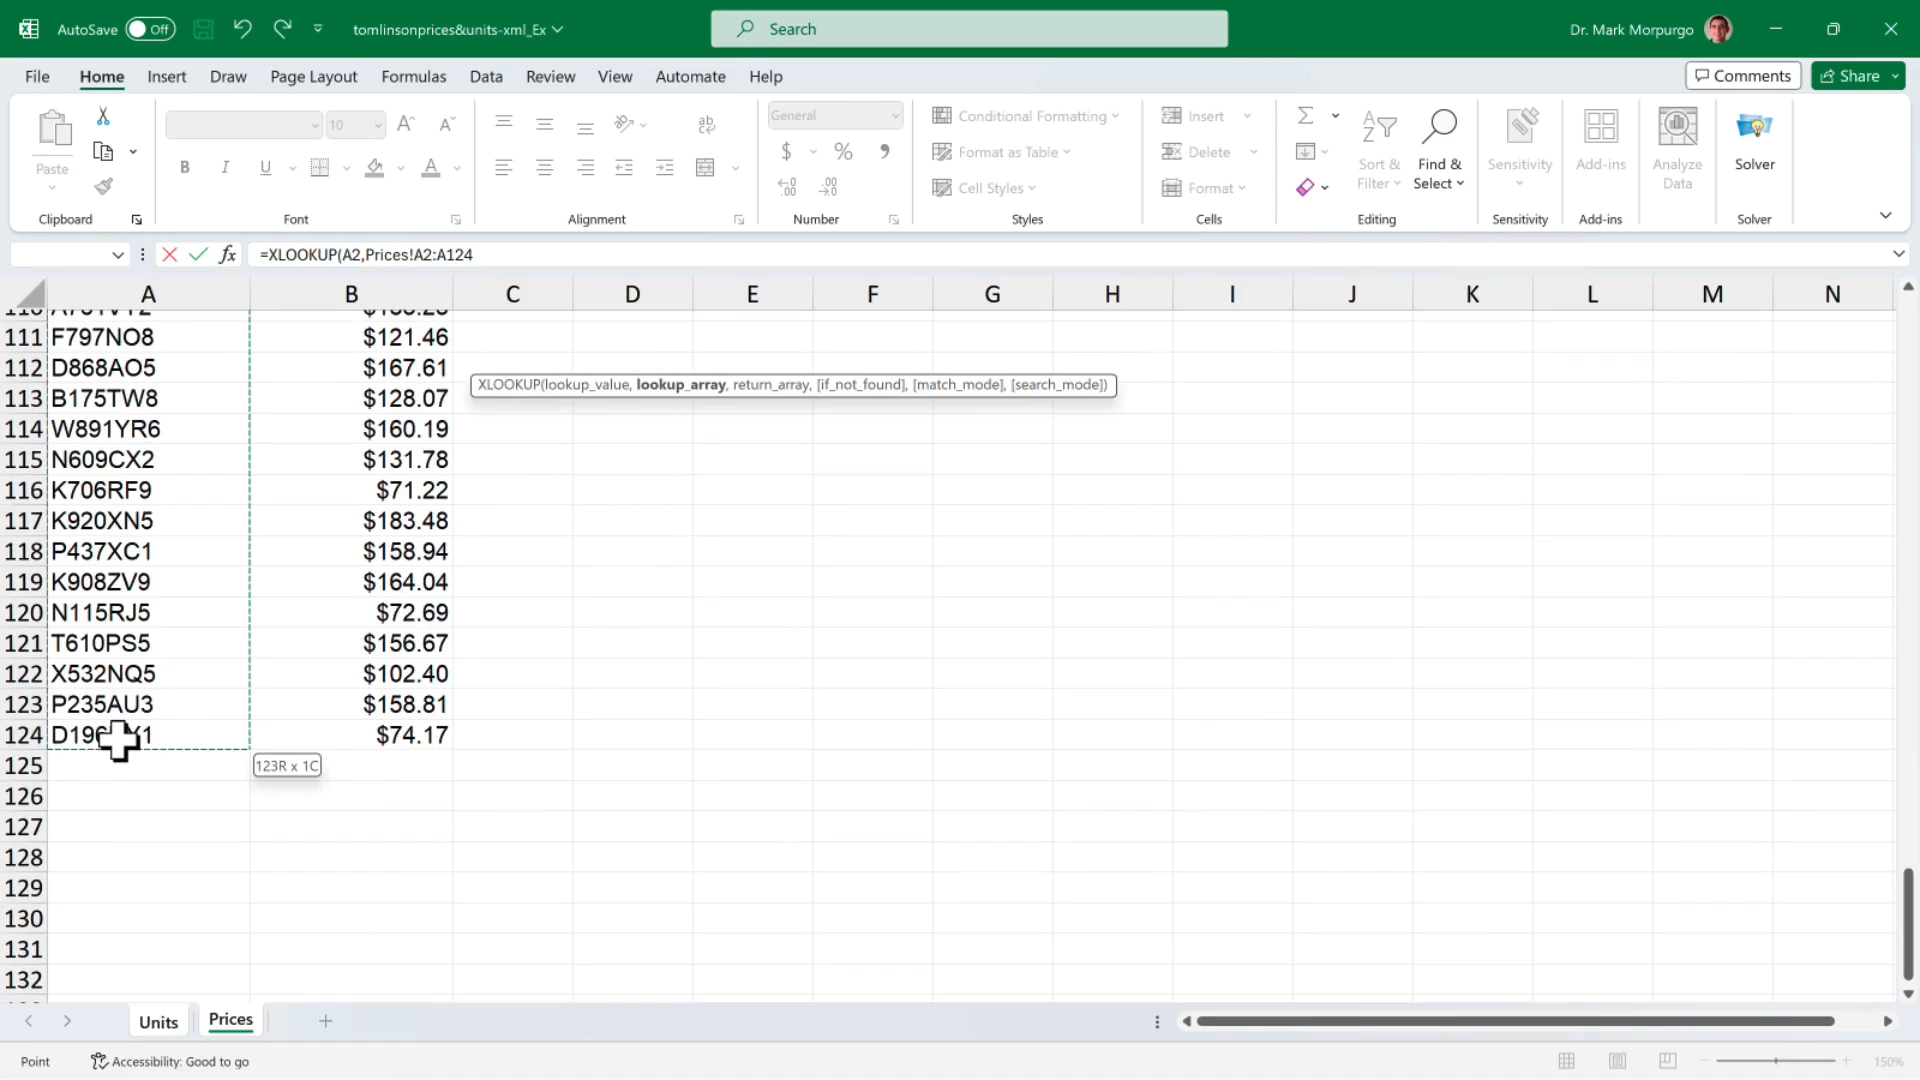 AutoSave Off tomlinsonprices&units-xml_Ex Search Dr. Mark Morpurgo
File Home Insert Draw Page Layout Formulas Data Review View Automate Help Comments Share
Paste
Clipboard
10
B I U A
Font
ab
Alignment
General
$ % 9
Number
Conditional Formatting
Format as Table
Cell Styles
Styles
Insert
Delete
Format
Cells
Sort & Filter
Find & Select
Editing
Sensitivity
Sensitivity
Add-ins
Add-ins
Analyze Data
Solver
Solver
fx =XLOOKUP(A2,Prices!A2:A124
A B C D E F G H I J K L M N
111 F797NO8 $121.46
112 D868AO5 $167.61
XLOOKUP(lookup_value, lookup_array, return_array, [if_not_found], [match_mode], [search_mode])
113 B175TW8 $128.07
114 W891YR6 $160.19
115 N609CX2 $131.78
116 K706RF9 $71.22
117 K920XN5 $183.48
118 P437XC1 $158.94
119 K908ZV9 $164.04
120 N115RJ5 $72.69
121 T610PS5 $156.67
122 X532NQ5 $102.40
123 P235AU3 $158.81
124 $74.17
125
123R x 1C
126
127
128
129
130
131
132
Units Prices
Point Accessibility: Good to go 150%